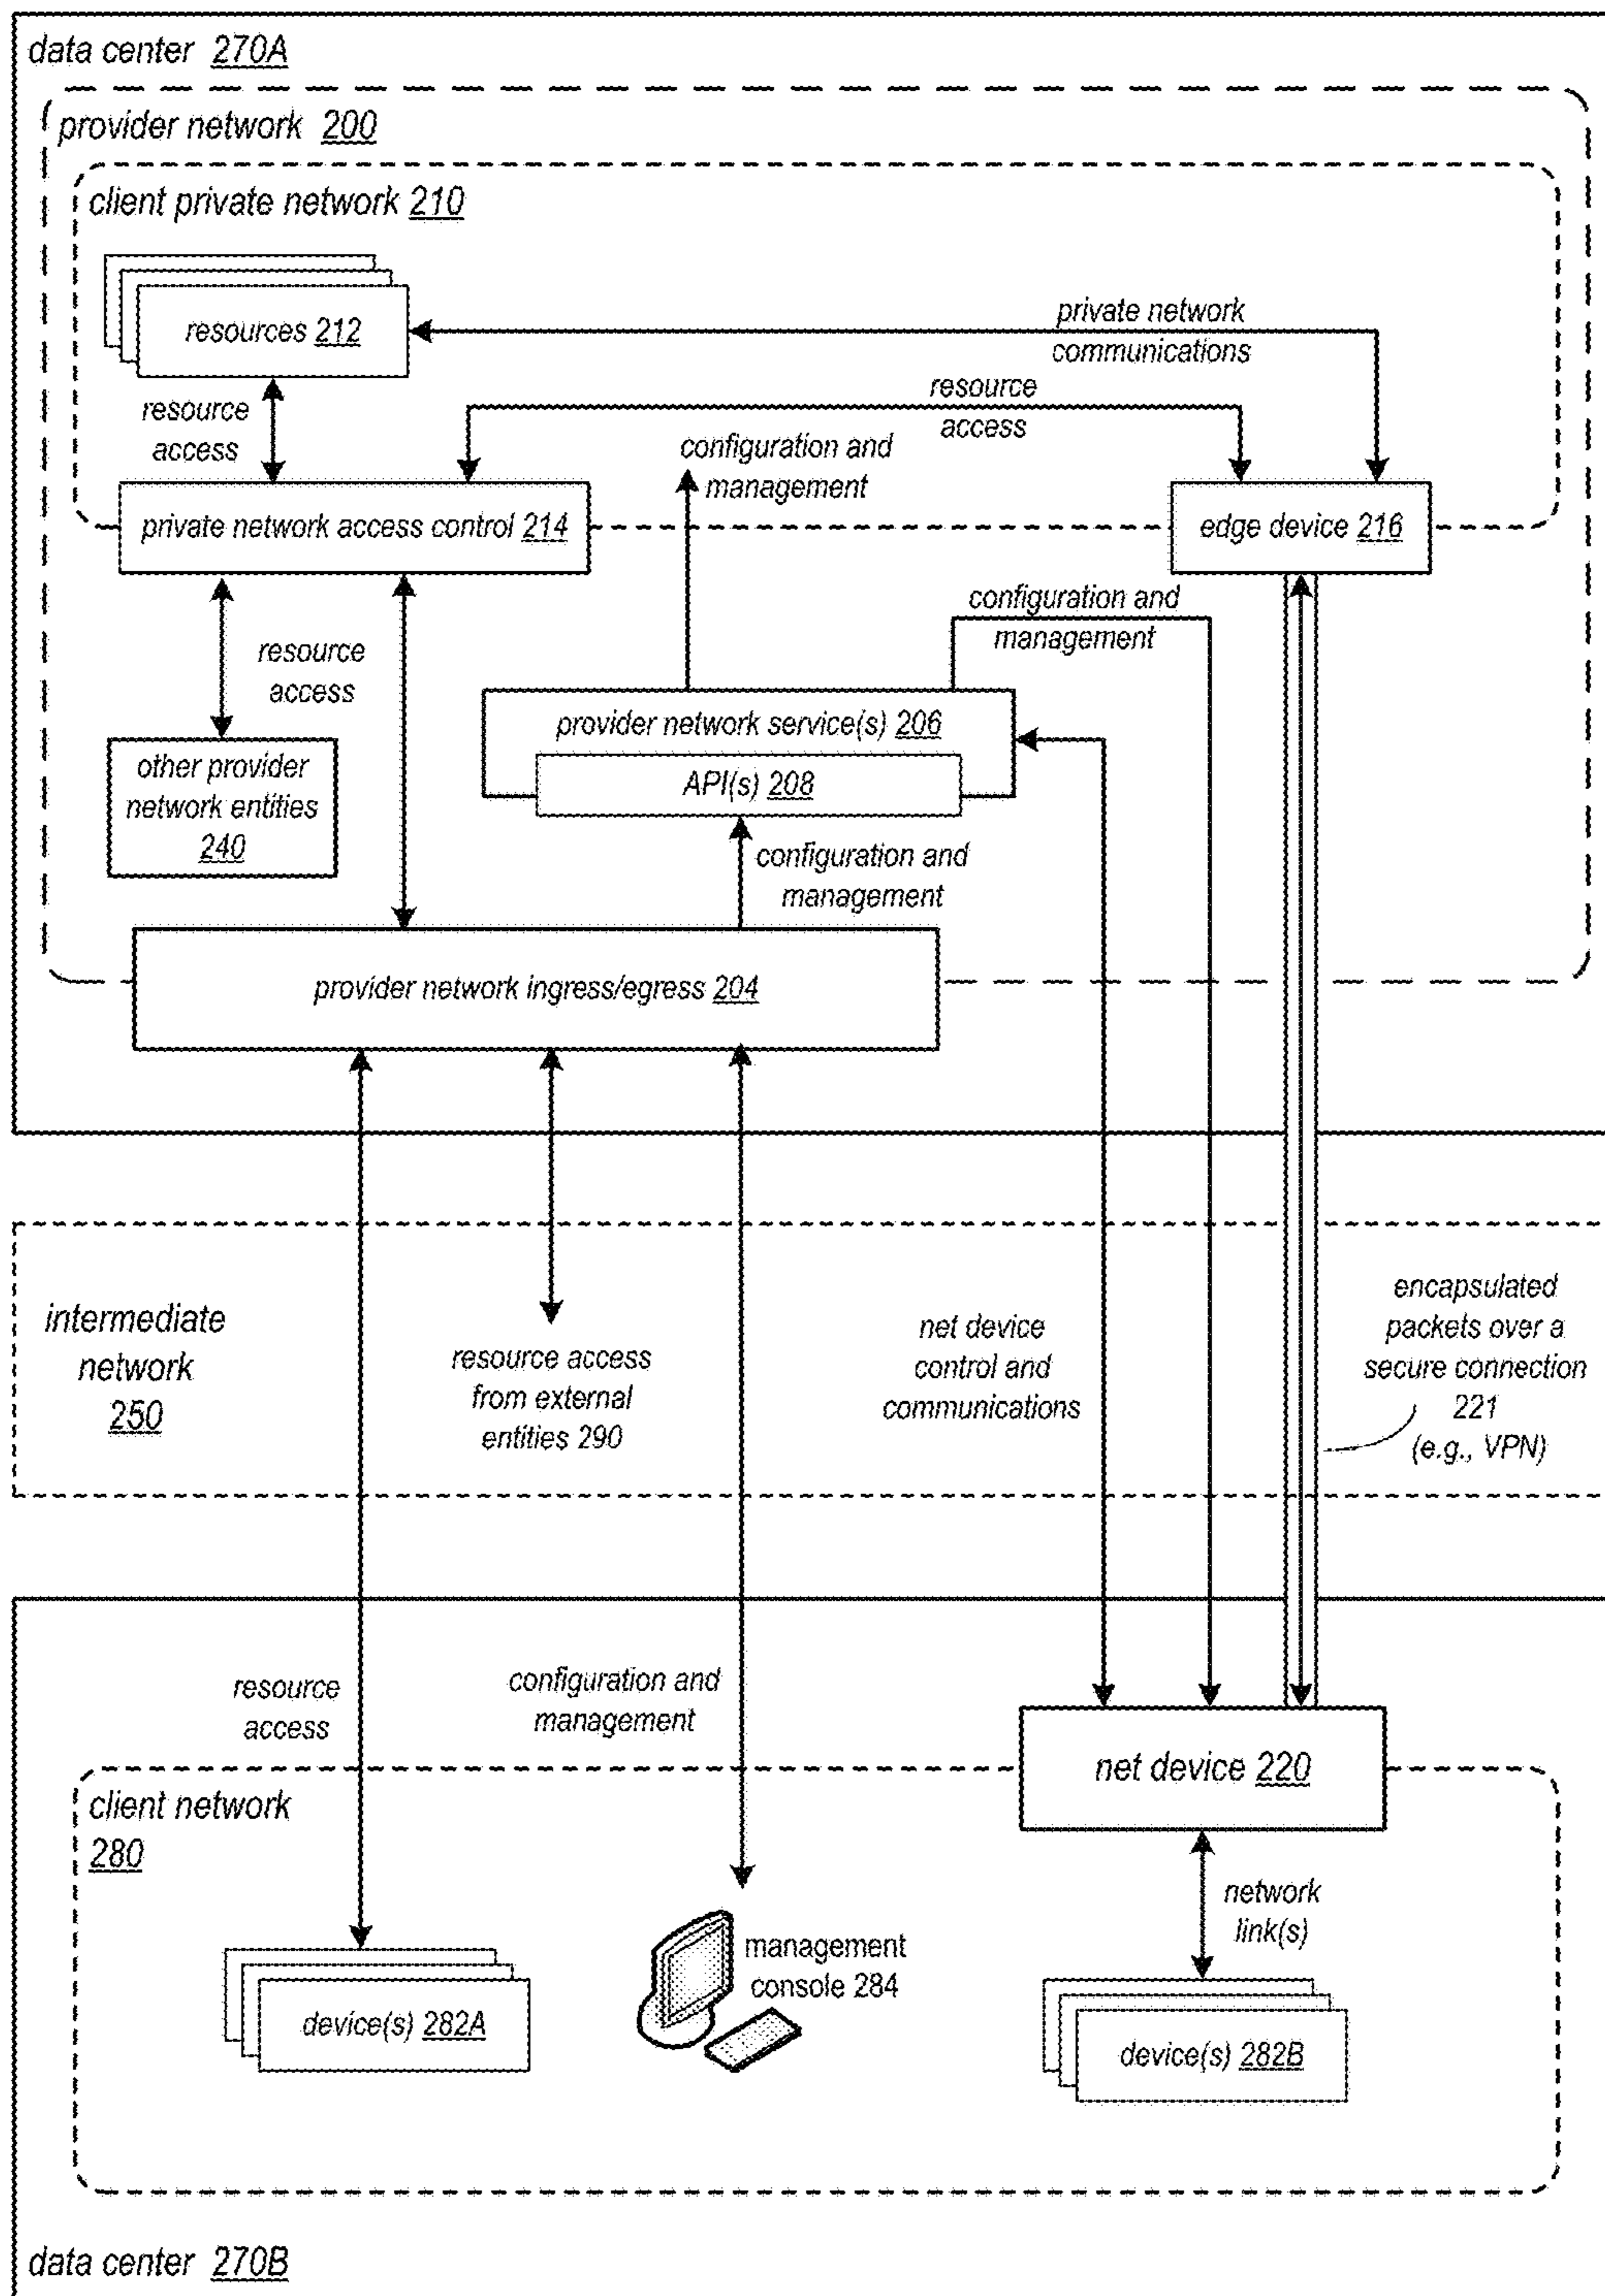 data center 270A
provider network 200
client private network 210
resources 212
private network
communications
resource
access
resource
access
configuration and
management
private network access control 214
edge device 216
configuration and
management
resource
access
provider network service(s) 206
API(s) 208
other provider
network entities
240
configuration and
management
provider network ingress/egress 204
intermediate
network
250
resource access
from external
entities 290
net device
control and
communications
encapsulated
packets over a
secure connection
221
(e.g., VPN)
resource
access
configuration and
management
net device 220
client network
280
network
link(s)
management
console 284
device(s) 282A
device(s) 282B
data center 270B